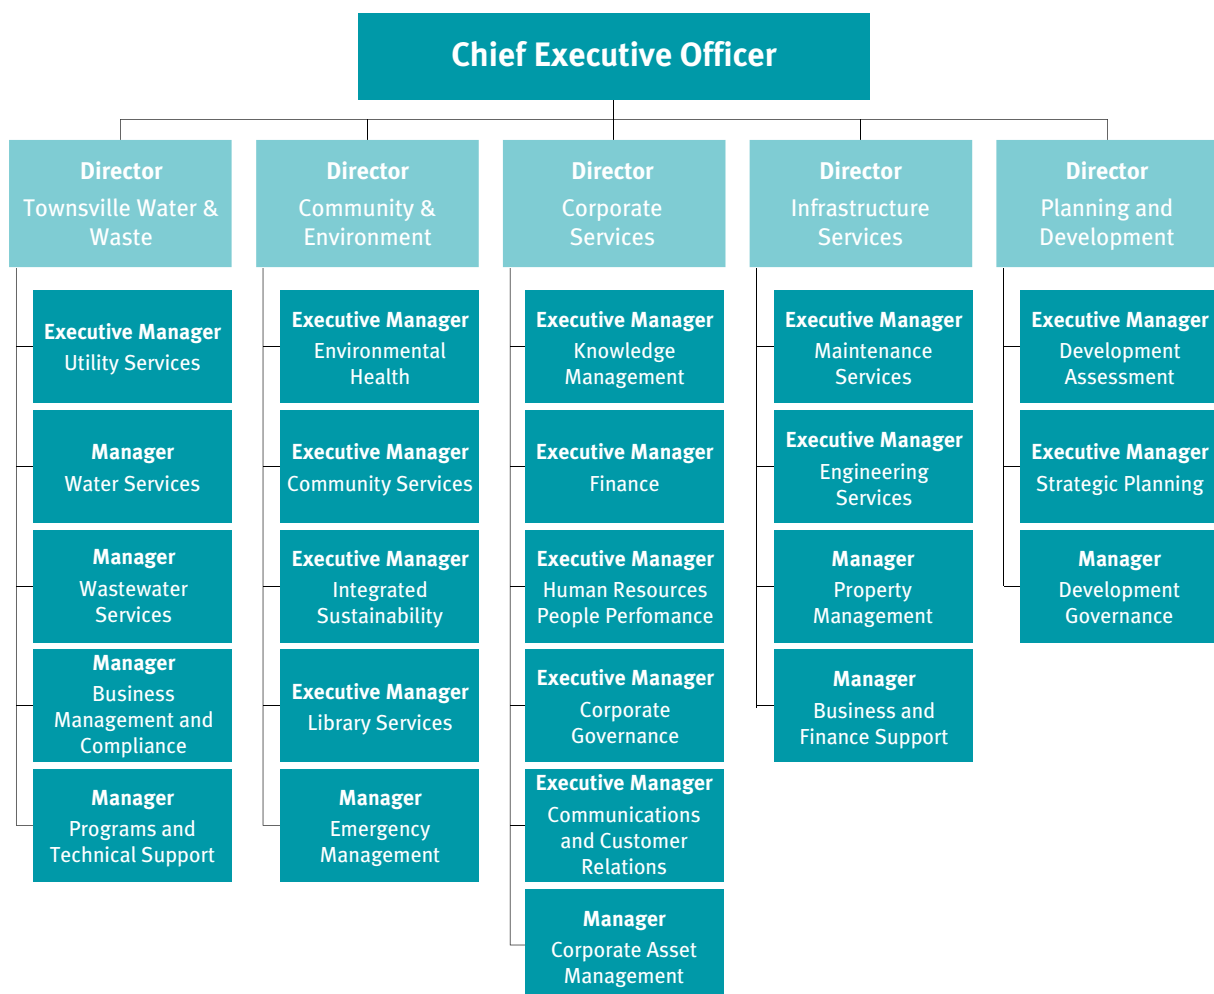 Chief Executive Officer
Director
Townsville Water &
Waste
Executive Manager
Utility Services
Manager
Water Services
Manager
Wastewater
Services
Manager
Business
Management and
Compliance
Manager
Programs and
Technical Support
Director
Community &
Environment
Executive Manager
Environmental
Health
Executive Manager
Community Services
Executive Manager
Integrated
Sustainability
Executive Manager
Library Services
Manager
Emergency
Management
Director
Corporate
Services
Executive Manager
Knowledge
Management
Executive Manager
Finance
Executive Manager
Human Resources
People Perfomance
Executive Manager
Corporate
Governance
Executive Manager
Communications
and Customer
Relations
Manager
Corporate Asset
Management
Director
Infrastructure
Services
Executive Manager
Maintenance
Services
Executive Manager
Engineering
Services
Manager
Property
Management
Manager
Business and
Finance Support
Director
Planning and
Development
Executive Manager
Development
Assessment
Executive Manager
Strategic Planning
Manager
Development
Governance